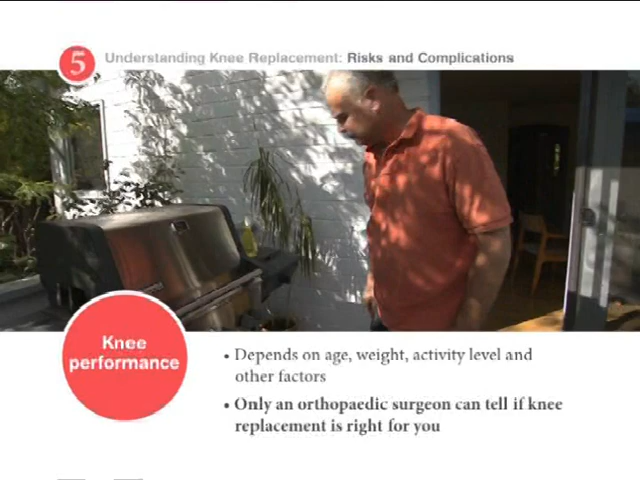 5 Understanding Knee Replacement: Risks and Complications
Knee
performance
• Depends on age, weight, activity level and
other factors
• Only an orthopaedic surgeon can tell if knee
replacement is right for you